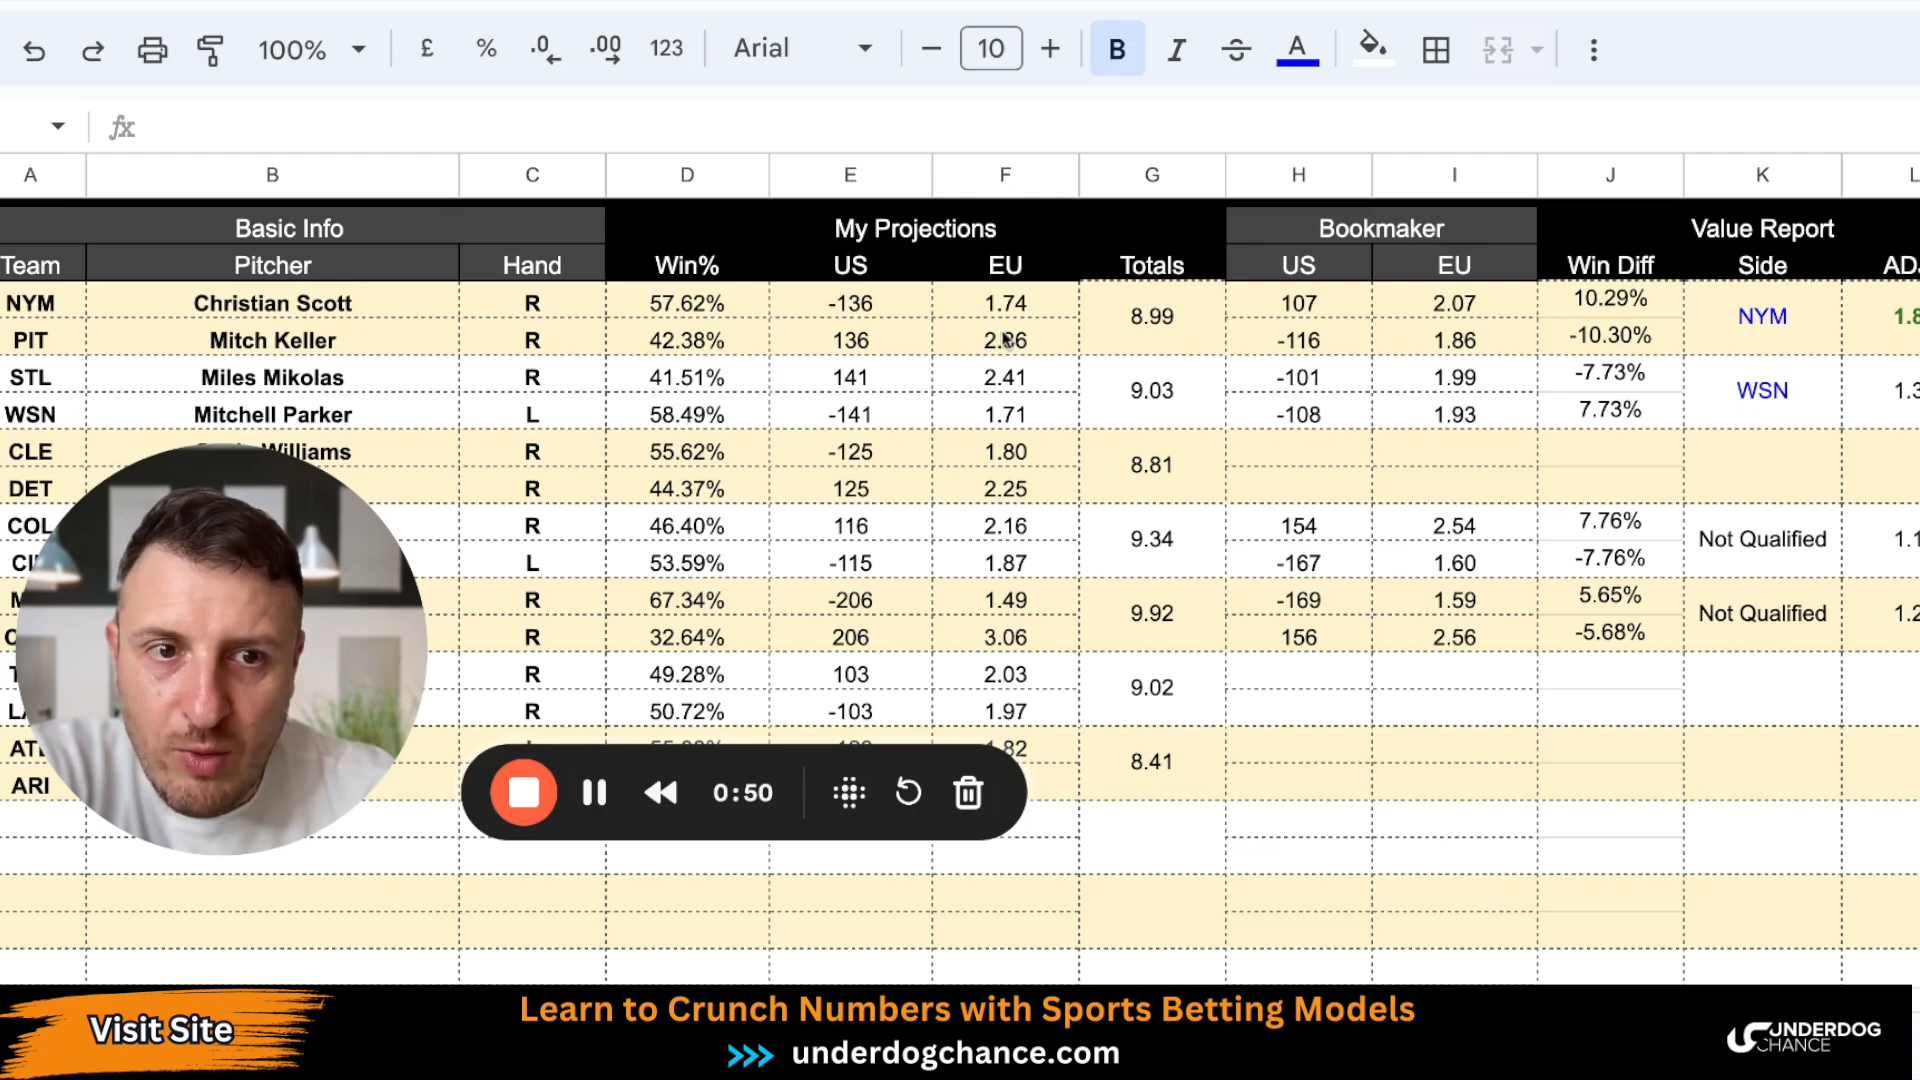 100% £ % .0 .00 123 Arial 10 B I A
fx
A B C D E F G H I J K L
Basic Info My Projections Bookmaker Value Report
Team Pitcher Hand Win% US EU Totals US EU Win Diff Side
NYM Christian Scott R 57.62% -136 1.74 8.99 107 2.07 10.29% NYM
PIT Mitch Keller R 42.38% 136 -116 1.86 -10.30%
STL Miles Mikolas R 41.51% 141 2.41 9.03 -101 1.99 -7.73% WSN
WSN Mitchell Parker L 58.49% -141 1.71 -108 1.93 7.73%
CLE Williams R 55.62% -125 1.80 8.81
DET R 44.37% 125 2.25
COL R 46.40% 116 2.16 9.34 154 2.54 7.76% Not Qualified
L 53.59% -115 1.87 -167 1.60 -7.76%
R 67.34% -206 1.49 9.92 -169 1.59 5.65% Not Qualified
R 32.64% 206 3.06 156 2.56 -5.68%
R 49.28% 103 2.03 9.02
R 50.72% -103 1.97
8.41
ARI
0:50
Visit Site
Learn to Crunch Numbers with Sports Betting Models
>>> underdogchance.com
UNDERDOG
CHANCE